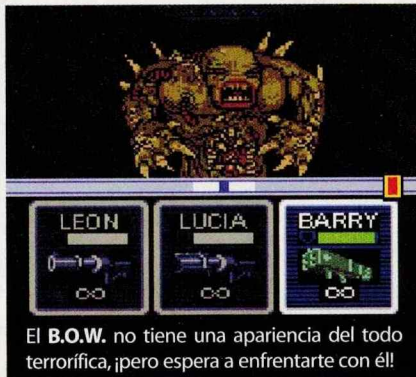 LEON LUCIA BARRY
∞ ∞ ∞
El B.O.W. no tiene una apariencia del todo
terrorífica, ¡pero espera a enfrentarte con él!